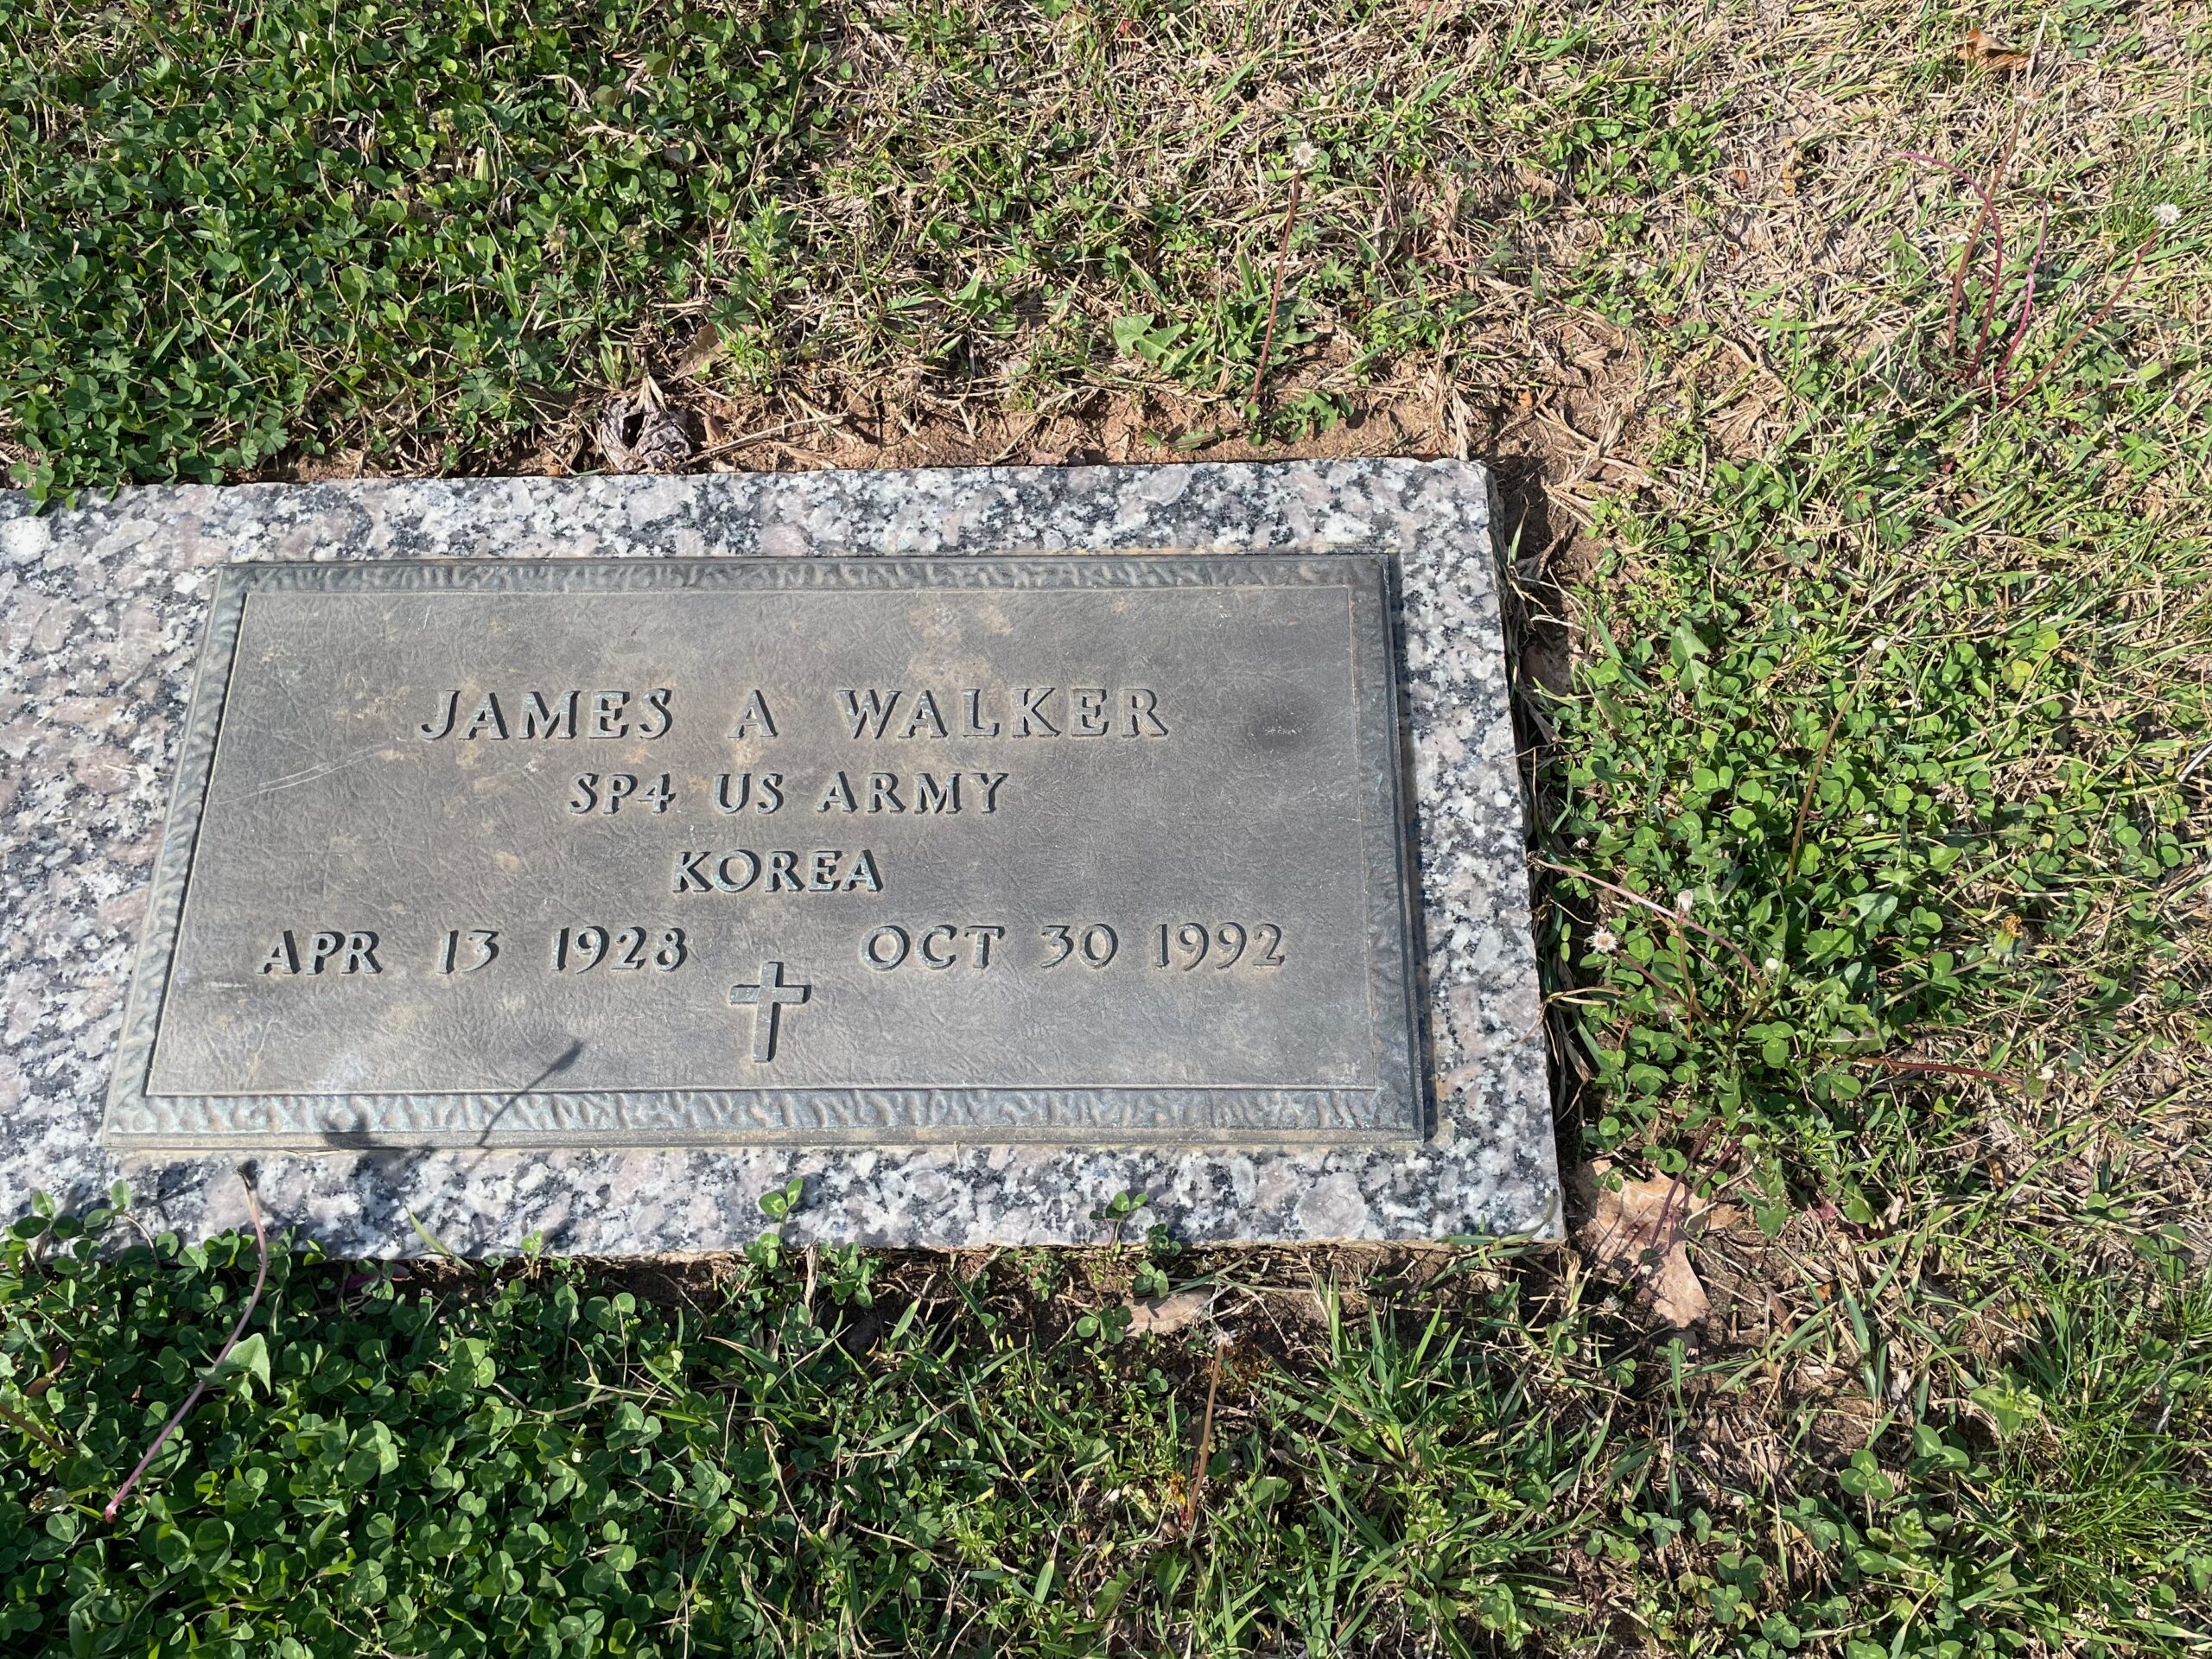 JAMES A WALKER
SP4 US ARMY
KOREA
APR 13 1928 OCT 30 1992